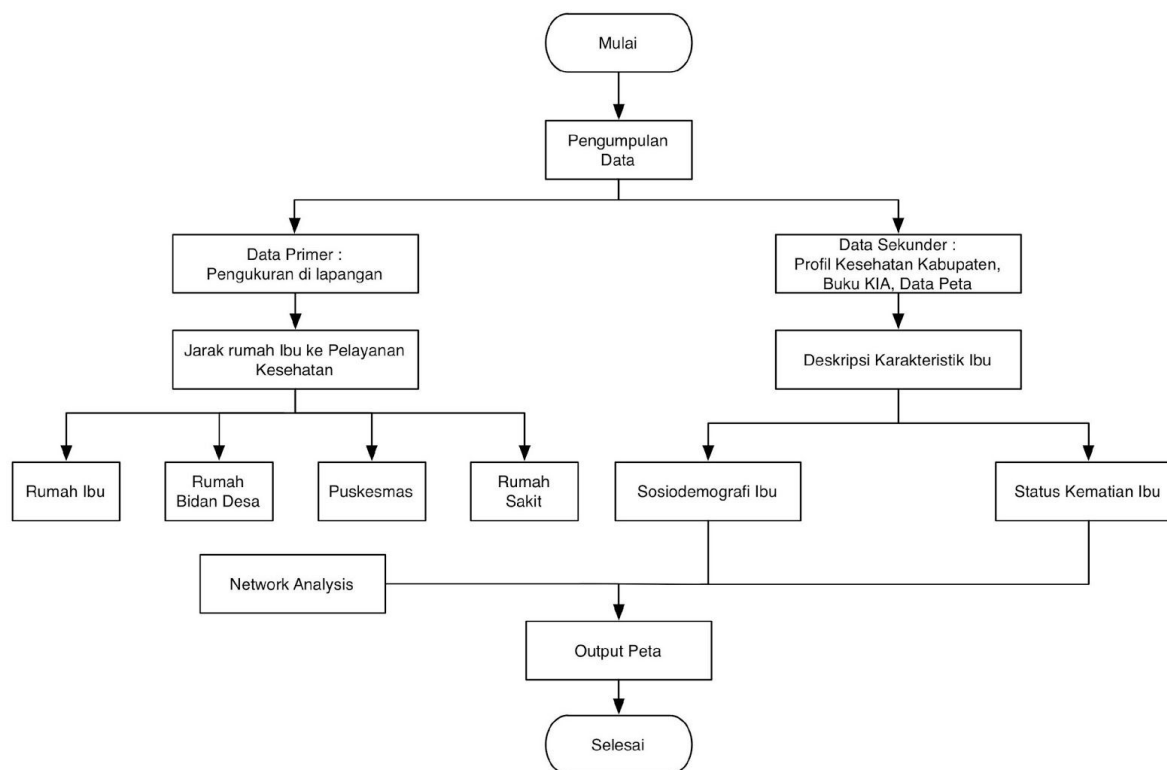 Mulai
Pengumpulan
Data
Data Primer :
Pengukuran di lapangan
Data Sekunder :
Profil Kesehatan Kabupaten,
Buku KIA, Data Peta
Jarak rumah Ibu ke Pelayanan
Kesehatan
Deskripsi Karakteristik Ibu
Rumah Ibu
Rumah
Bidan Desa
Puskesmas
Rumah
Sakit
Sosiodemografi Ibu
Status Kematian Ibu
Network Analysis
Output Peta
Selesai